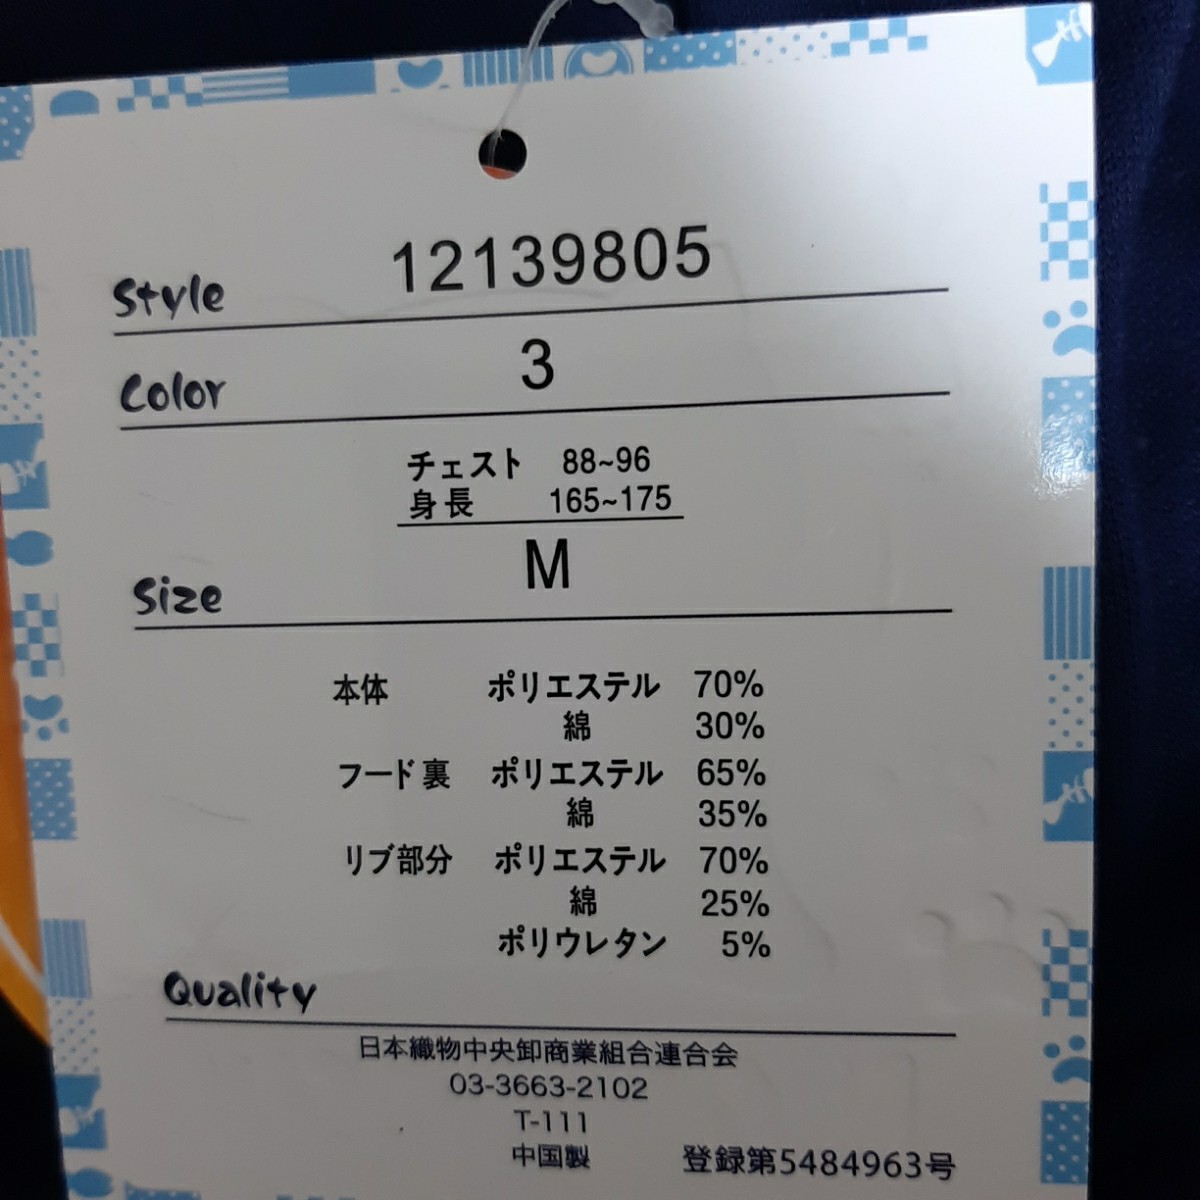 Style 12139805
Color 3
チェスト 88~96
身長 165~175
Size M
本体 ポリエステル 70%
綿 30%
フード裏 ポリエステル 65%
綿 35%
リブ部分 ポリエステル 70%
綿 25%
ポリウレタン 5%
Quality
日本織物中央卸商業組合連合会
03-3663-2102
T-111
中国製 登録第5484963号